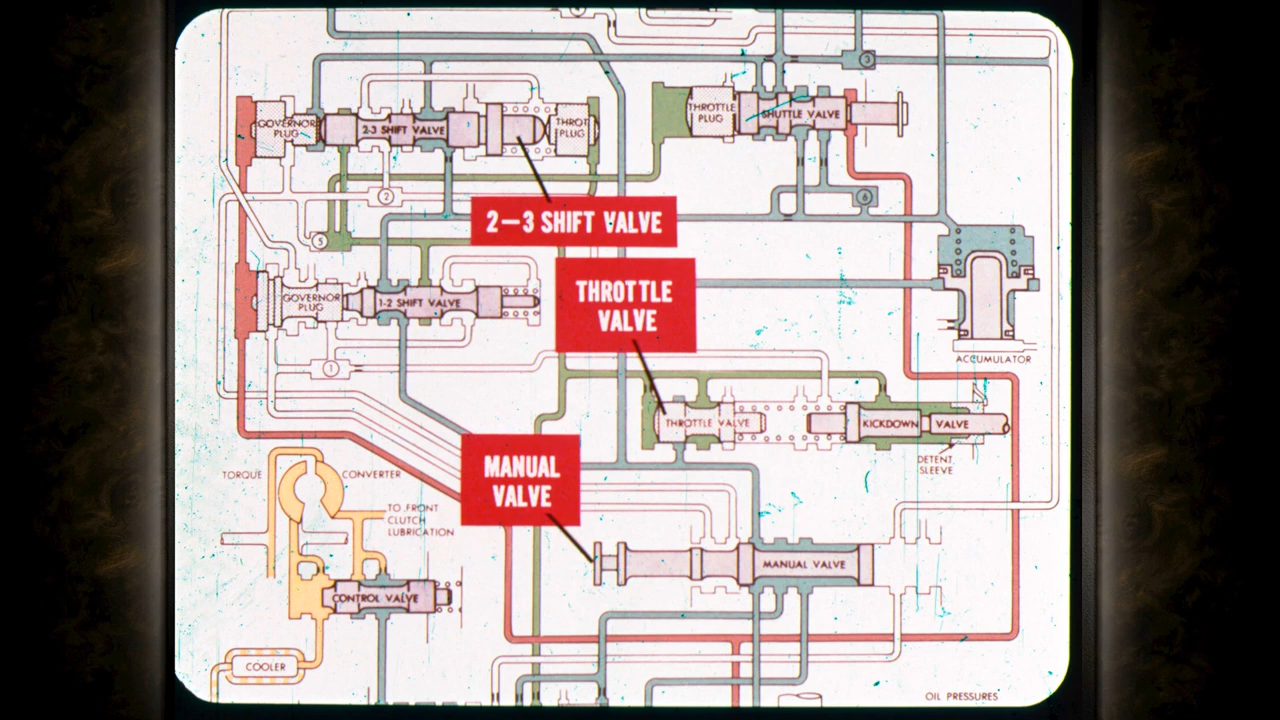 3
GOVERNOR
PLUG
2-3 SHIFT VALVE
THROT
PLUG
THROTTLE
PLUG
SHUTTLE VALVE
2
6
2–3 SHIFT VALVE
5
THROTTLE
VALVE
GOVERNOR
PLUG
1-2 SHIFT VALVE
ACCUMULATOR
1
THROTTLE VALVE
KICKDOWN VALVE
DETENT
SLEEVE
MANUAL
VALVE
TORQUE CONVERTER
TO FRONT
CLUTCH
LUBRICATION
MANUAL VALVE
CONTROL VALVE
COOLER
OIL PRESSURES